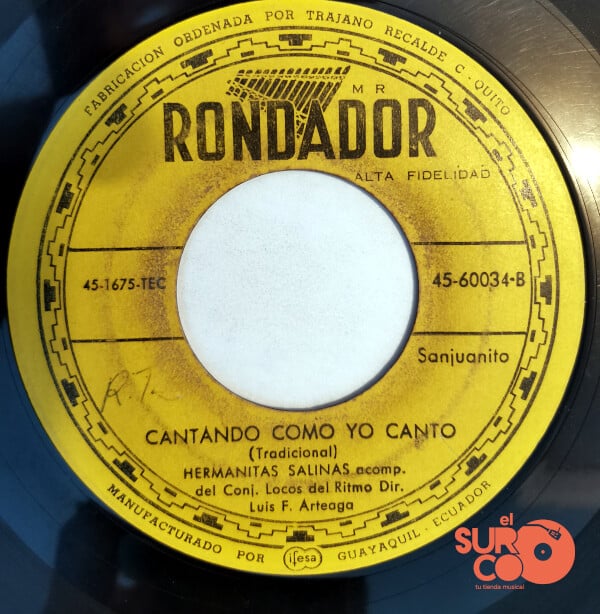 FABRICACION ORDENADA POR TRAJANO RECALDE C - QUITO
MR
RONDADOR
ALTA FIDELIDAD
45-1675-TEC
45-60034-B
Sanjuanito
CANTANDO COMO YO CANTO
(Tradicional)
HERMANITAS SALINAS acomp.
del Conj. Locos del Ritmo Dir.
Luis F. Arteaga
MANUFACTURADO POR ifesa GUAYAQUIL - ECUADOR
el
SURCO
tu tienda musical